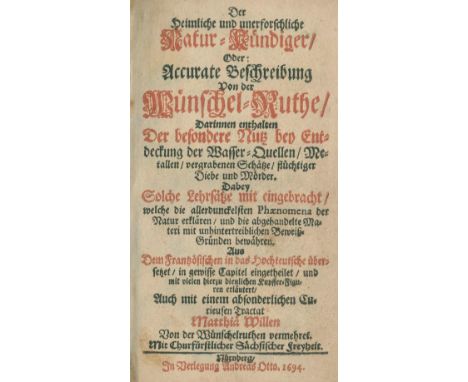 Der
Heimliche und unerforschliche
Natur-Kündiger/
Oder:
Accurate Beschreibung
Von der
Wünschel-Ruthe/
Darinnen enthalten
Der besondere Nutz bey Ent-
deckung der Wasser-Quellen/ Me-
tallen/ vergrabenen Schätze/ flüchtiger
Diebe und Mörder.
Dabey
Solche Lehrsätze mit eingebracht/
welche die allerdunckelsten Phænomena der
Natur erklären/ und die abgehandelte Ma-
teri mit unhintertreiblichen Beweiß-
Gründen bewähren.
Aus
Dem Frantzösischen in das Hochteutsche über-
setzet/ in gewisse Capitel eingetheilet/ und
mit vielen hierzu dienlichen Kupffer-Figu-
ren erläutert/
Auch mit einem absonderlichen Cu-
rieusen Tractat
Matthiä Willen
Von der Wünschelruthen vermehret.
Mit Churfürstlicher Sächsischer Freyheit.
Nürnberg/
In Verlegung Andreas Otto. 1694.